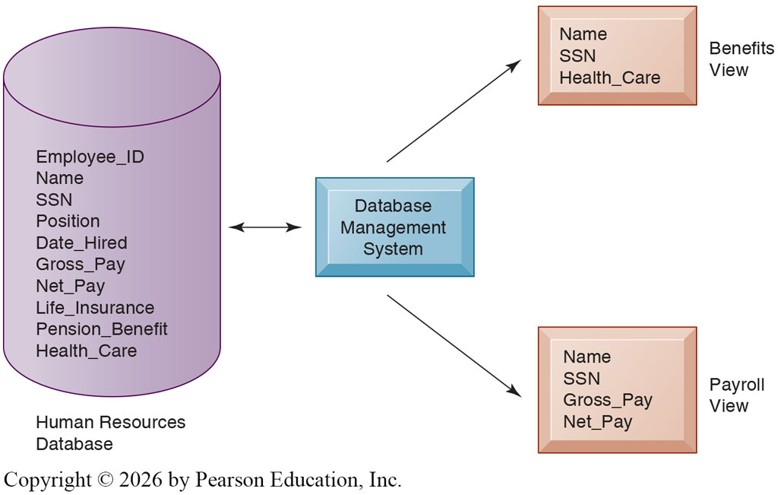 Employee_ID
Name
SSN
Position
Date_Hired
Gross_Pay
Net_Pay
Life_Insurance
Pension_Benefit
Health_Care
Human Resources
Database
Database
Management
System
Name
SSN
Health_Care
Benefits
View
Name
SSN
Gross_Pay
Net_Pay
Payroll
View
Copyright © 2026 by Pearson Education, Inc.